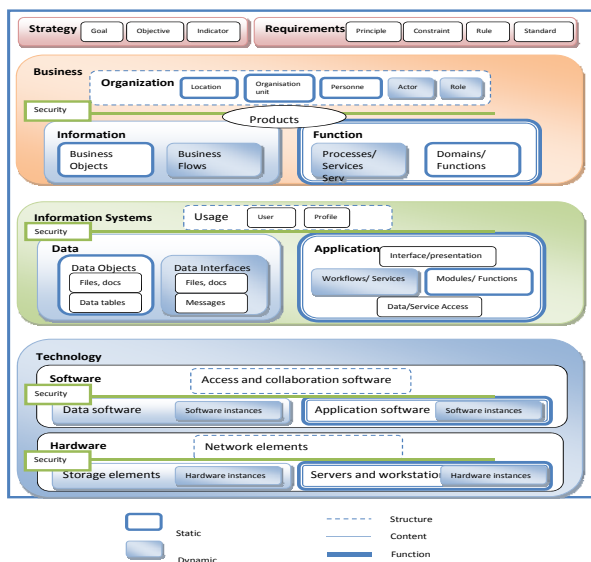 Strategy
Goal
Objective
Indicator
Requirements
Principle
Constraint
Rule
Standard
Business
Organization
Location
Organisation
unit
Personne
Actor
Role
Security
Products
Information
Business
Objects
Business
Flows
Function
Processes/
Services
Serv
Domains/
Functions
Information Systems
Usage
User
Profile
Security
Data
Data Objects
Files, docs
Data tables
Data Interfaces
Files, docs
Messages
Application
Interface/presentation
Workflows/ Services
Modules/ Functions
Data/Service Access
Technology
Software
Access and collaboration software
Security
Data software
Software instances
Application software
Software instances
Hardware
Network elements
Security
Storage elements
Hardware instances
Servers and workstatio
Hardware instances
Static
Dynamic
Structure
Content
Function